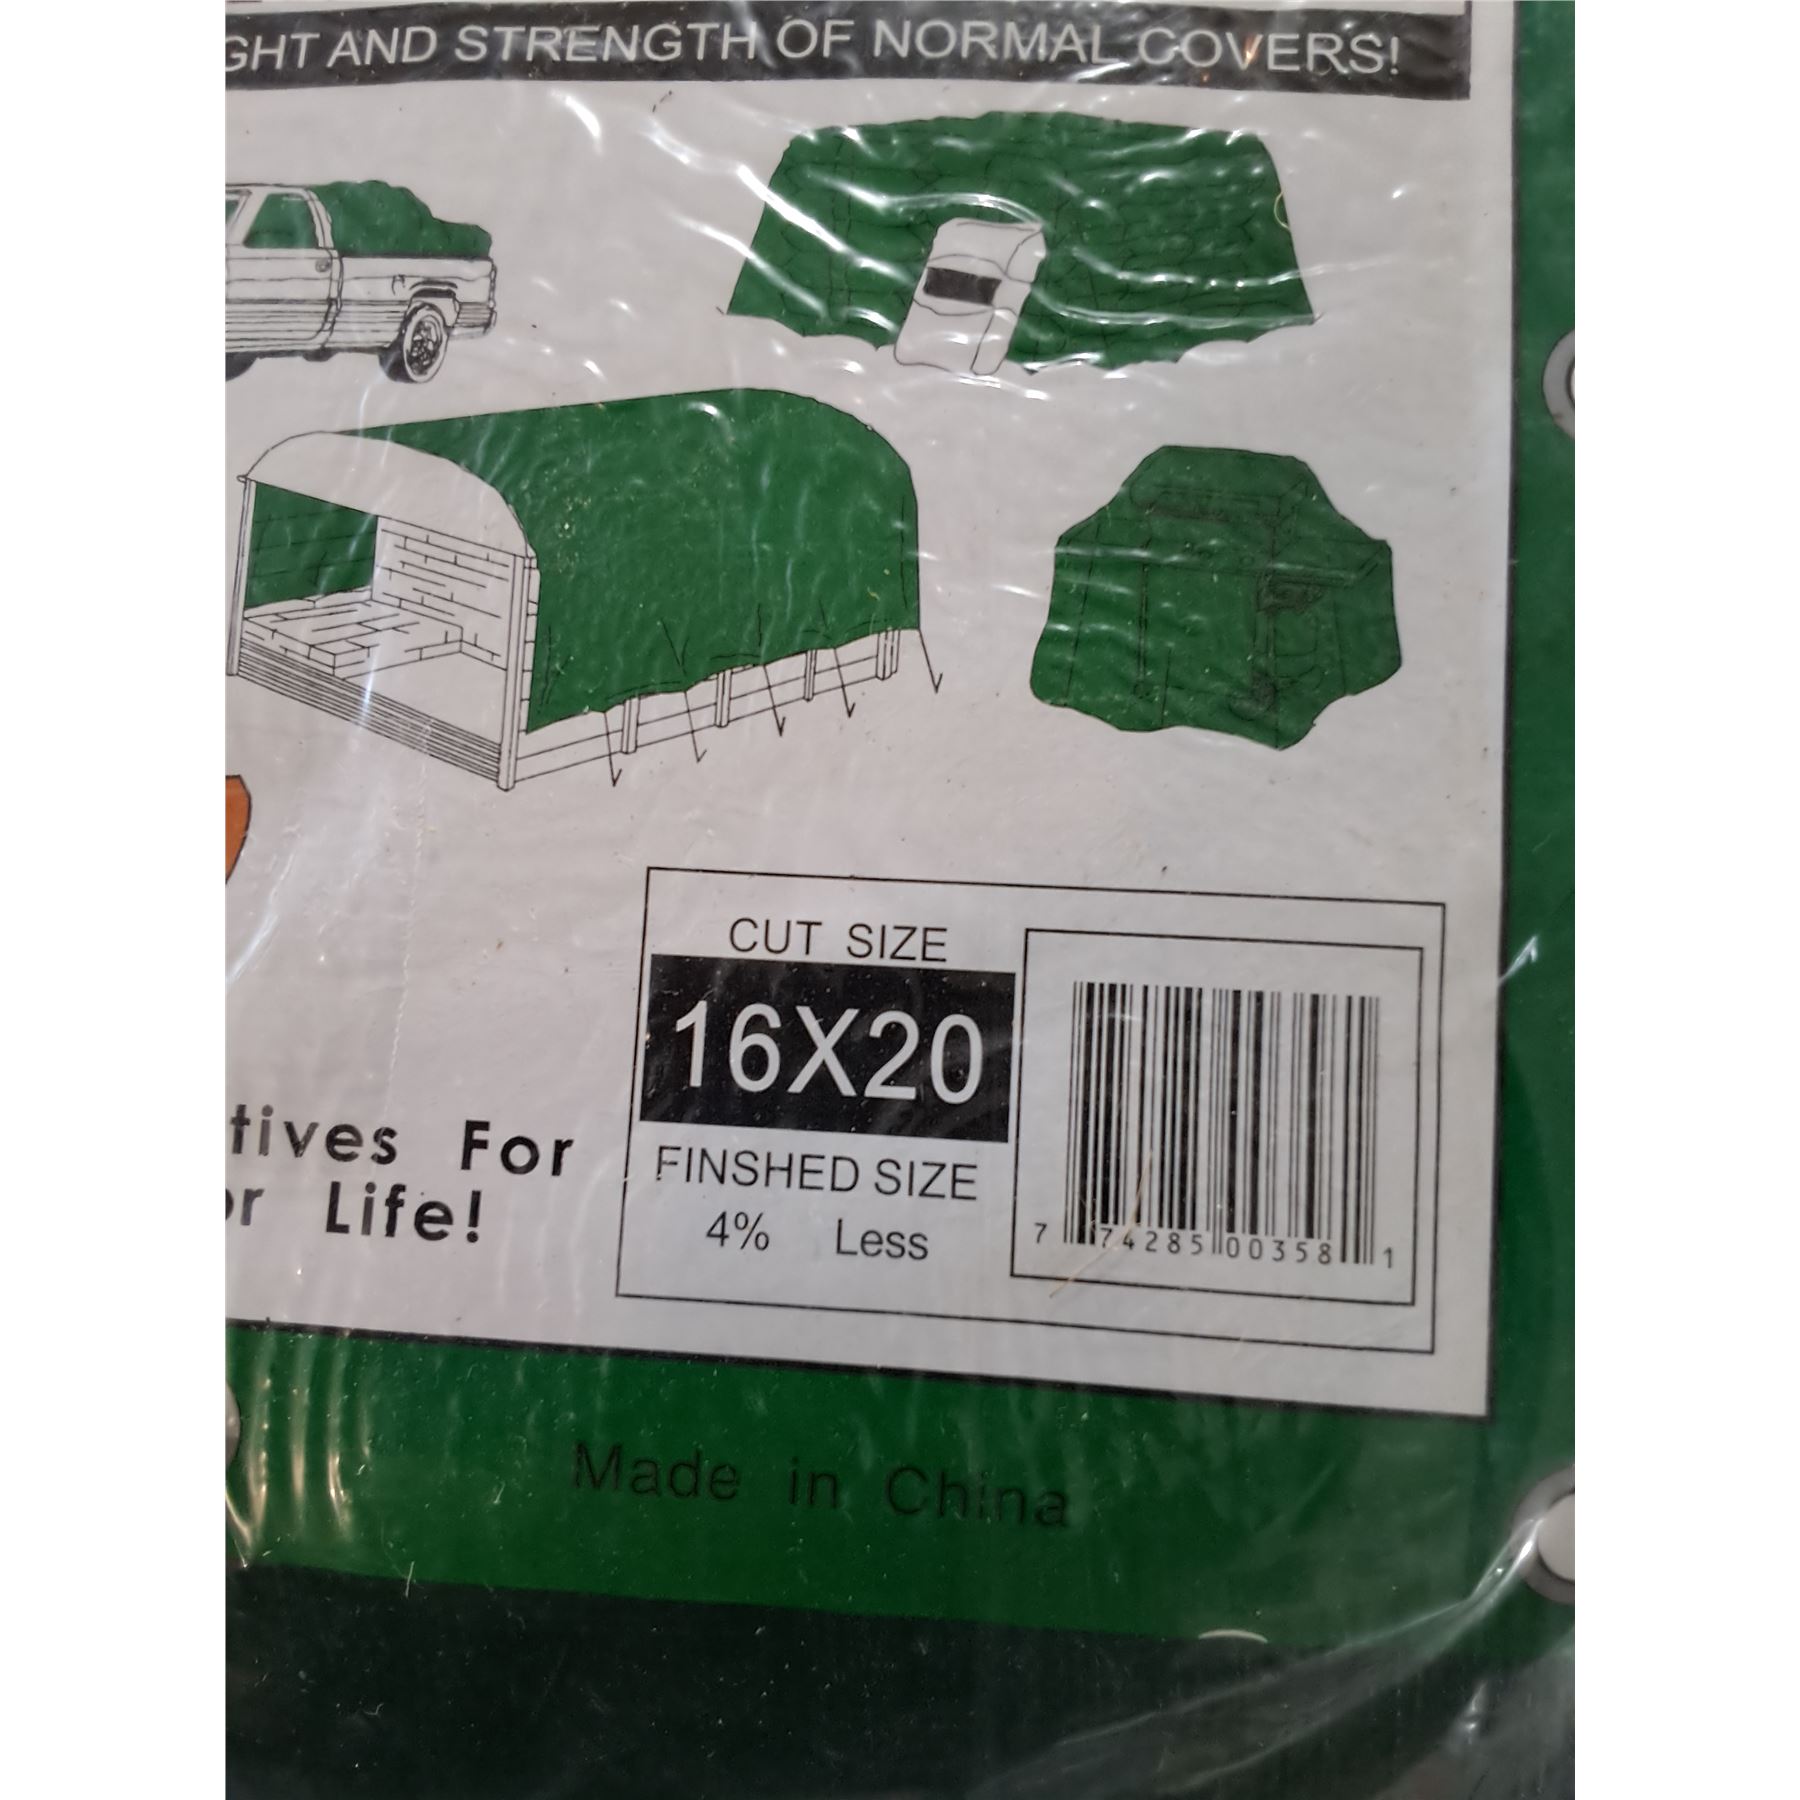 GHT AND STRENGTH OF NORMAL COVERS!
CUT SIZE
16X20
FINSHED SIZE
4% Less
7 74285 00358 1
tives For
or Life!
Made in China